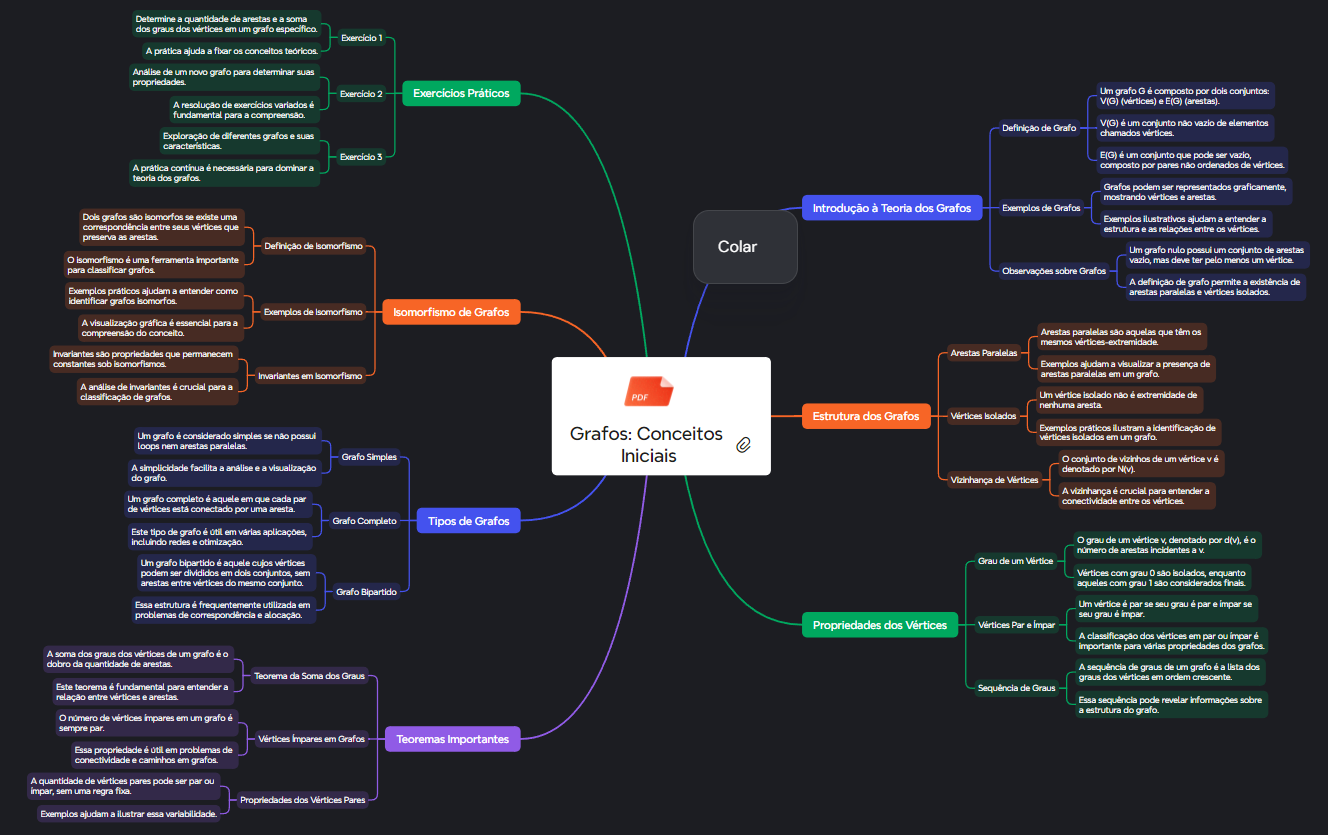 Colar
PDF
Grafos: Conceitos
Iniciais
Introdução à Teoria dos Grafos
Definição de Grafo
Um grafo G é composto por dois conjuntos:
V(G) (vértices) e E(G) (arestas).
V(G) é um conjunto não vazio de elementos
chamados vértices.
E(G) é um conjunto que pode ser vazio,
composto por pares não ordenados de vértices.
Exemplos de Grafos
Grafos podem ser representados graficamente,
mostrando vértices e arestas.
Exemplos ilustrativos ajudam a entender a
estrutura e as relações entre os vértices.
Observações sobre Grafos
Um grafo nulo possui um conjunto de arestas
vazio, mas deve ter pelo menos um vértice.
A definição de grafo permite a existência de
arestas paralelas e vértices isolados.
Estrutura dos Grafos
Arestas Paralelas
Arestas paralelas são aquelas que têm os
mesmos vértices-extremidade.
Exemplos ajudam a visualizar a presença de
arestas paralelas em um grafo.
Vértices Isolados
Um vértice isolado não é extremidade de
nenhuma aresta.
Exemplos práticos ilustram a identificação de
vértices isolados em um grafo.
Vizinhança de Vértices
O conjunto de vizinhos de um vértice v é
denotado por N(v).
A vizinhança é crucial para entender a
conectividade entre os vértices.
Propriedades dos Vértices
Grau de um Vértice
O grau de um vértice v, denotado por d(v), é o
número de arestas incidentes a v.
Vértices com grau 0 são isolados, enquanto
aqueles com grau 1 são considerados finais.
Vértices Par e Ímpar
Um vértice é par se seu grau é par e ímpar se
seu grau é ímpar.
A classificação dos vértices em par ou ímpar é
importante para várias propriedades dos grafos.
Sequência de Graus
A sequência de graus de um grafo é a lista dos
graus dos vértices em ordem crescente.
Essa sequência pode revelar informações sobre
a estrutura do grafo.
Exercícios Práticos
Exercício 1
Determine a quantidade de arestas e a soma
dos graus dos vértices em um grafo específico.
A prática ajuda a fixar os conceitos teóricos.
Exercício 2
Análise de um novo grafo para determinar suas
propriedades.
A resolução de exercícios variados é
fundamental para a compreensão.
Exercício 3
Exploração de diferentes grafos e suas
características.
A prática contínua é necessária para dominar a
teoria dos grafos.
Isomorfismo de Grafos
Definição de Isomorfismo
Dois grafos são isomorfos se existe uma
correspondência entre seus vértices que
preserva as arestas.
O isomorfismo é uma ferramenta importante
para classificar grafos.
Exemplos de Isomorfismo
Exemplos práticos ajudam a entender como
identificar grafos isomorfos.
A visualização gráfica é essencial para a
compreensão do conceito.
Invariantes em Isomorfismo
Invariantes são propriedades que permanecem
constantes sob isomorfismos.
A análise de invariantes é crucial para a
classificação de grafos.
Tipos de Grafos
Grafo Simples
Um grafo é considerado simples se não possui
loops nem arestas paralelas.
A simplicidade facilita a análise e a visualização
do grafo.
Grafo Completo
Um grafo completo é aquele em que cada par
de vértices está conectado por uma aresta.
Este tipo de grafo é útil em várias aplicações,
incluindo redes e otimização.
Grafo Bipartido
Um grafo bipartido é aquele cujos vértices
podem ser divididos em dois conjuntos, sem
arestas entre vértices do mesmo conjunto.
Essa estrutura é frequentemente utilizada em
problemas de correspondência e alocação.
Teoremas Importantes
Teorema da Soma dos Graus
A soma dos graus dos vértices de um grafo é o
dobro da quantidade de arestas.
Este teorema é fundamental para entender a
relação entre vértices e arestas.
Vértices Ímpares em Grafos
O número de vértices ímpares em um grafo é
sempre par.
Essa propriedade é útil em problemas de
conectividade e caminhos em grafos.
Propriedades dos Vértices Pares
A quantidade de vértices pares pode ser par ou
ímpar, sem uma regra fixa.
Exemplos ajudam a ilustrar essa variabilidade.